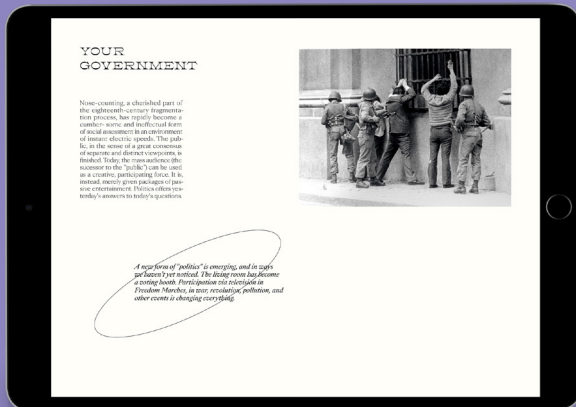 YOUR
GOVERNMENT
Nose-counting, a cherished part of
the eighteenth-century fragmenta-
tion process, has rapidly become a
cumber- some and ineffectual form
of social assessment in an environment
of instant electric speeds. The pub-
lic, in the sense of a great consensus
of separate and distinct viewpoints, is
finished. Today, the mass audience (the
sucessor to the "public") can be used
as a creative, participating force. It is,
instead, merely given packages of pas-
sive entertainment. Politics offers yes-
terday's answers to today's questions.
A new form of "politics" is emerging, and in ways
we haven't yet noticed. The living room has become
a voting booth. Participation via television in
Freedom Marches, in war, revolution, pollution, and
other events is changing everything.